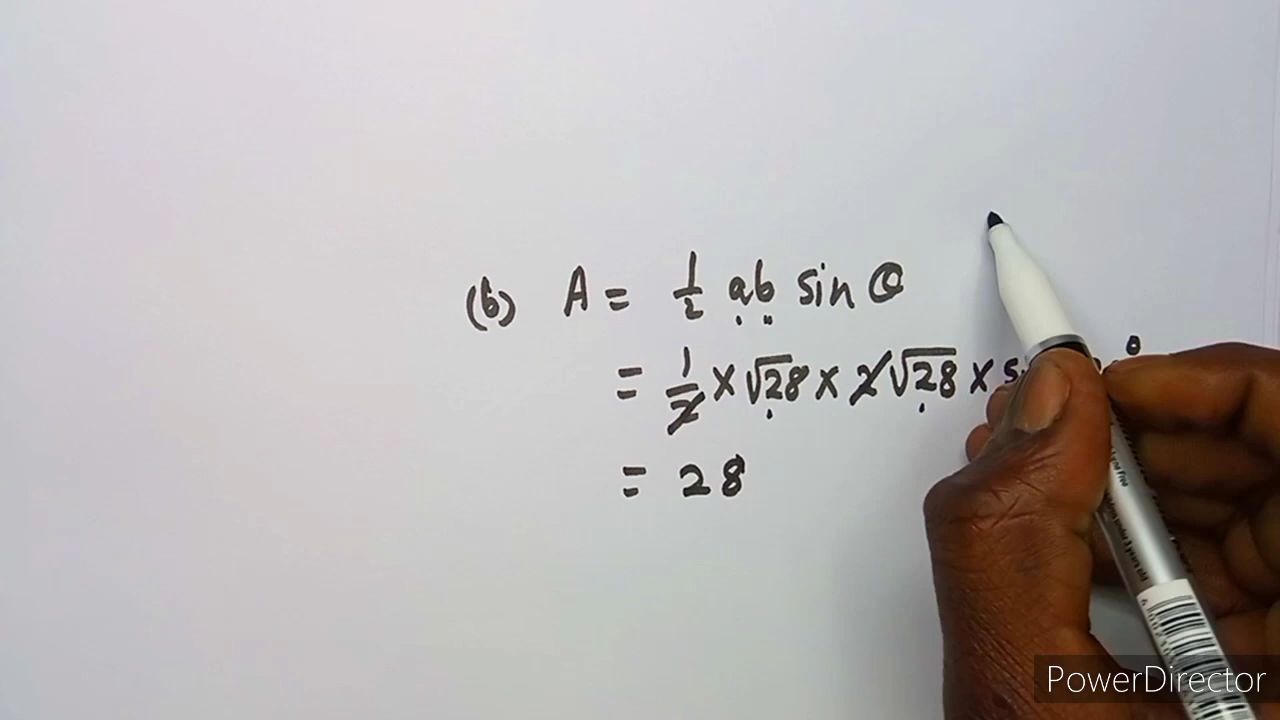 (b) A = 1/2 ab sin θ
= 1/2 × √28 × 2√28 × s
= 28
PowerDirector